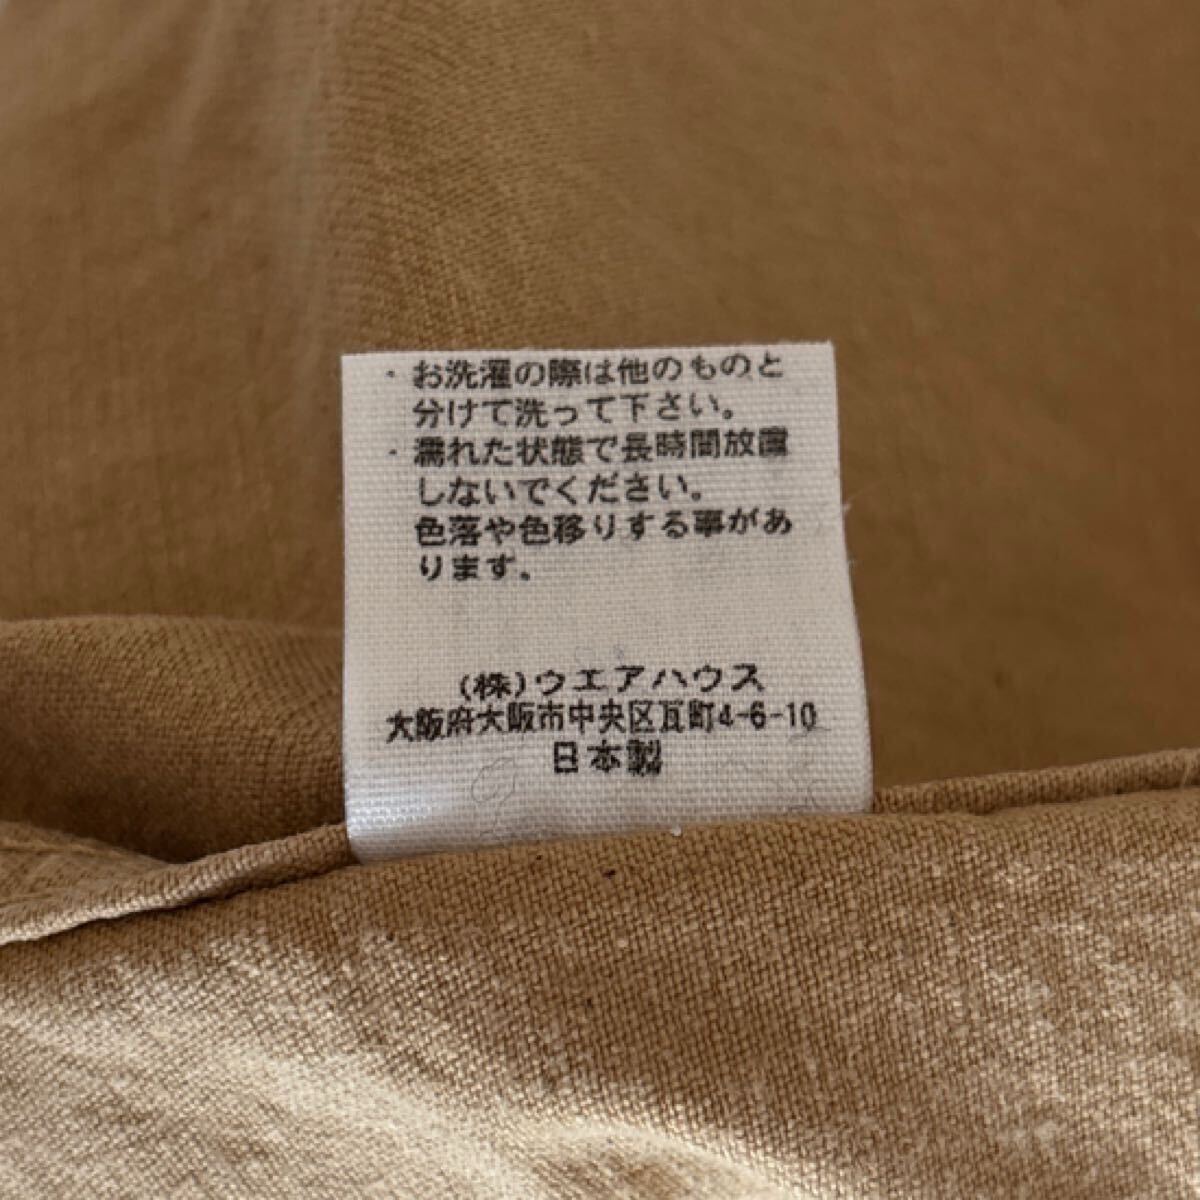 ・お洗濯の際は他のものと
分けて洗って下さい。
・濡れた状態で長時間放置
しないでください。
色落や色移りする事があ
ります。
(株)ウエアハウス
大阪府大阪市中央区瓦町4-6-10
日本製